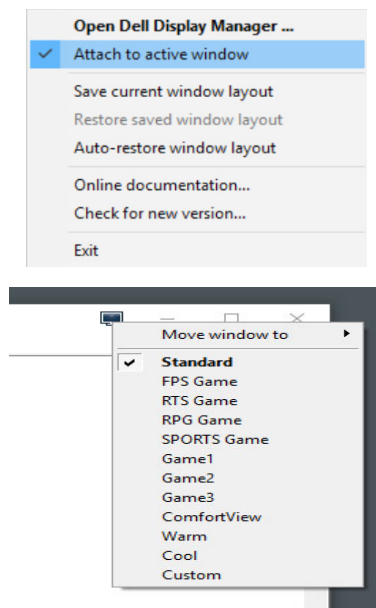 Open Dell Display Manager ...
Attach to active window
Save current window layout
Restore saved window layout
Auto-restore window layout
Online documentation...
Check for new version...
Exit
Move window to
Standard
FPS Game
RTS Game
RPG Game
SPORTS Game
Game1
Game2
Game3
ComfortView
Warm
Cool
Custom